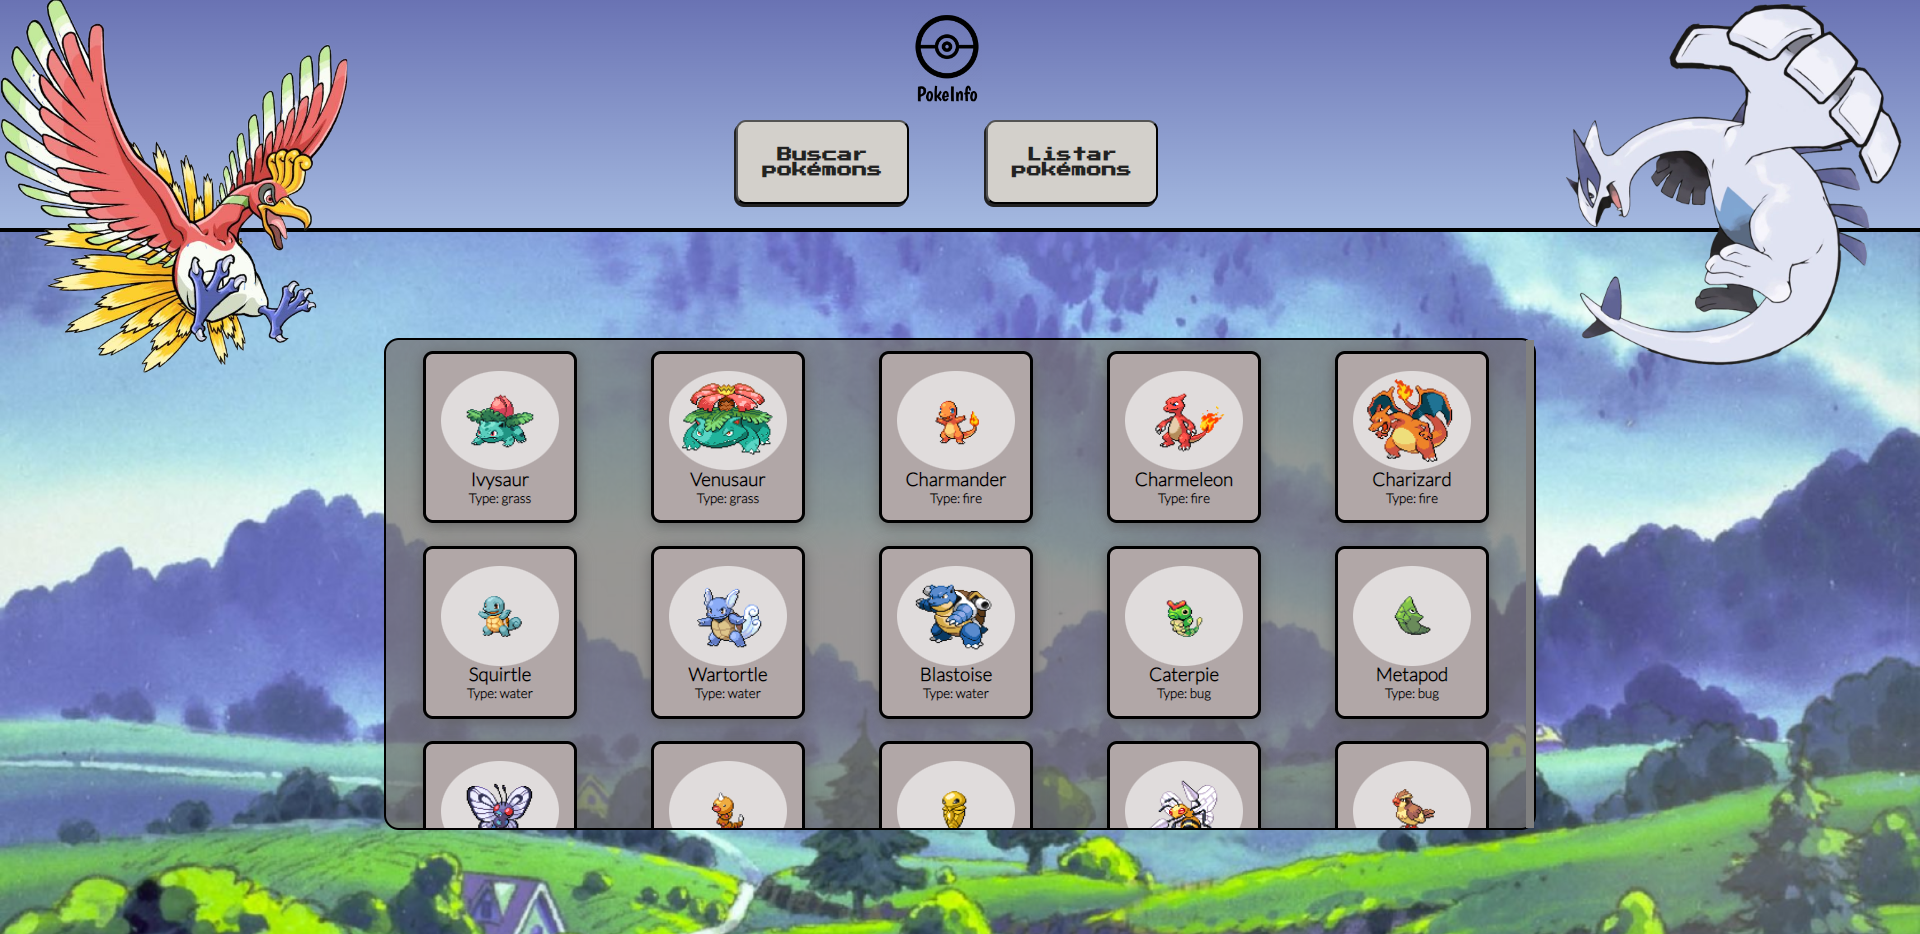 PokeInfo
Buscar
pokémons
Listar
pokémons
Ivysaur
Type: grass
Venusaur
Type: grass
Charmander
Type: fire
Charmeleon
Type: fire
Charizard
Type: fire
Squirtle
Type: water
Wartortle
Type: water
Blastoise
Type: water
Caterpie
Type: bug
Metapod
Type: bug